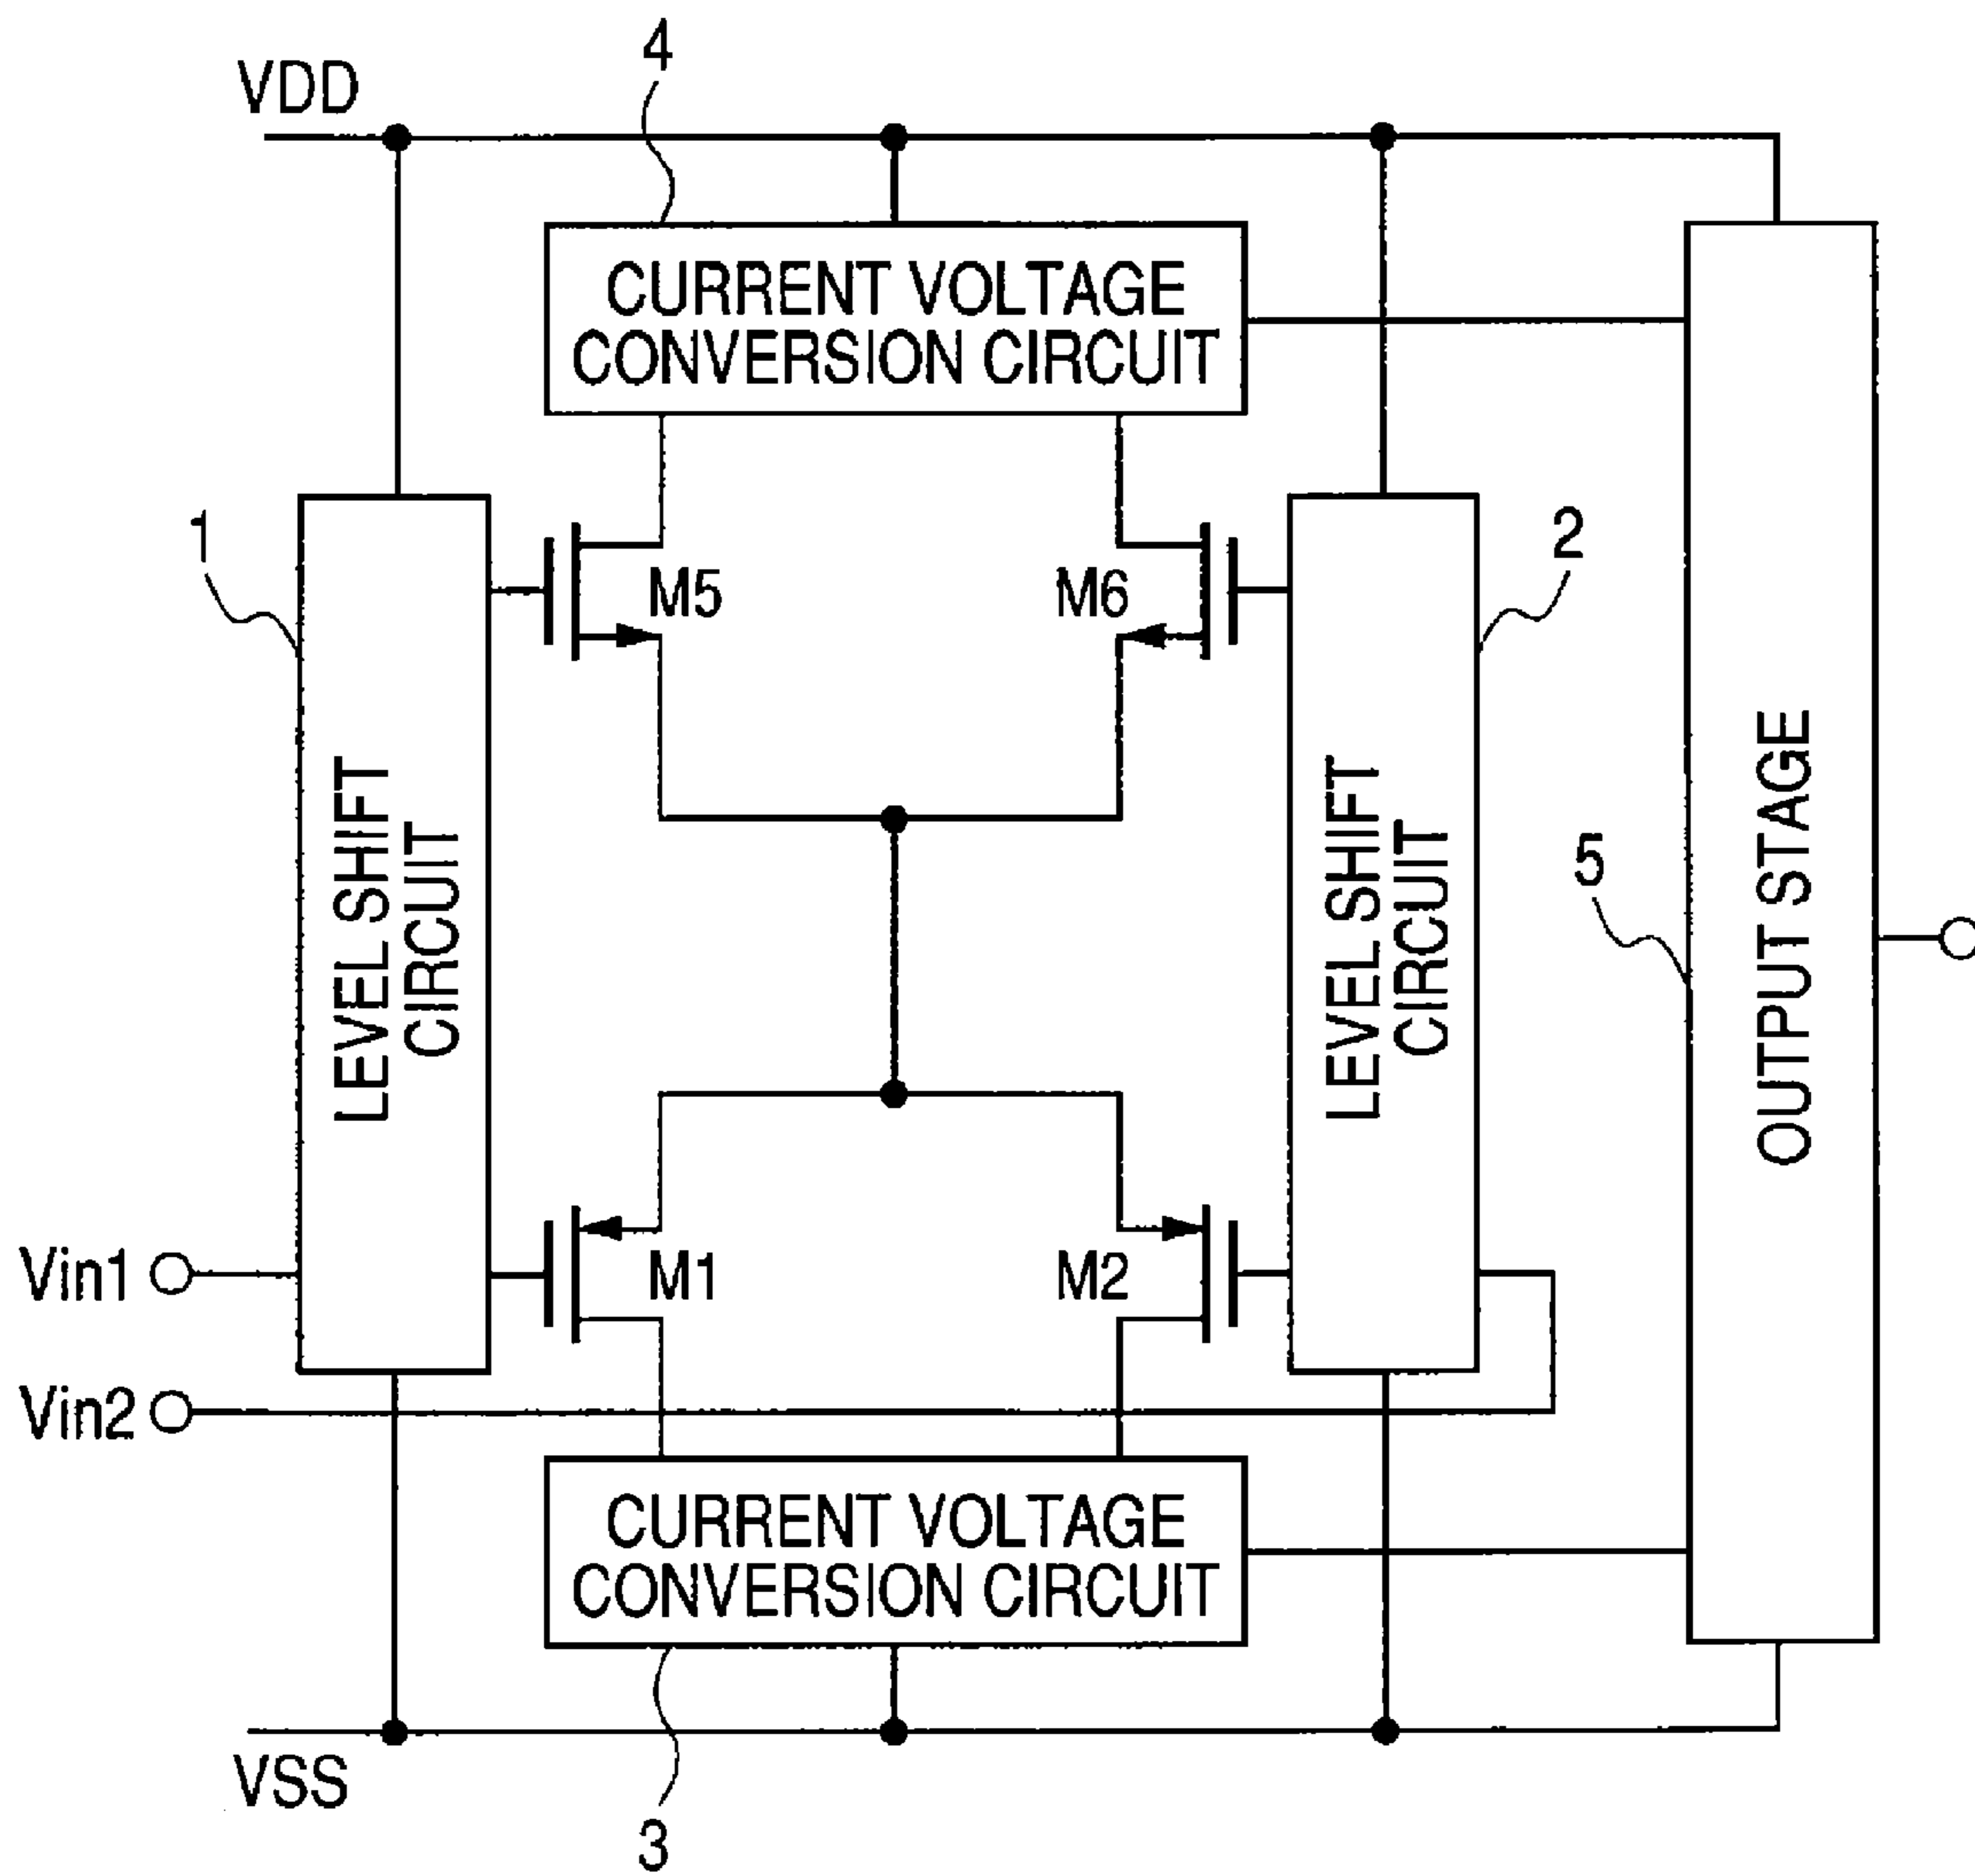 4
VDD
CURRENT VOLTAGE
CONVERSION CIRCUIT
1
M5
M6
2
LEVEL SHIFT
CIRCUIT
LEVEL SHIFT
CIRCUIT
5
OUTPUT STAGE
Vin1
M1
M2
Vin2
CURRENT VOLTAGE
CONVERSION CIRCUIT
VSS
3